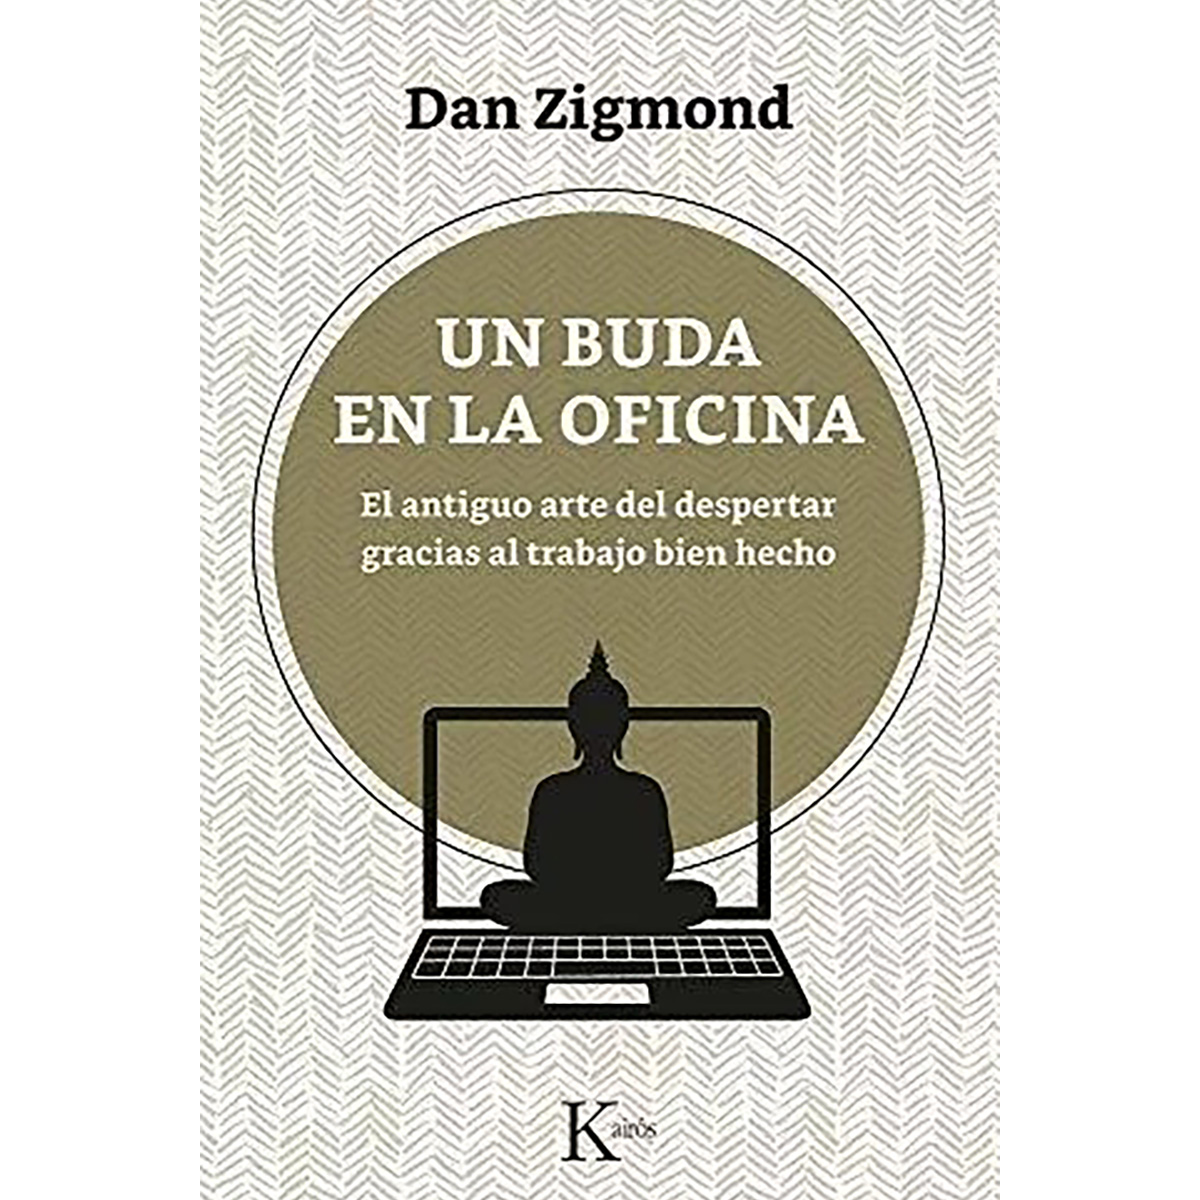 Dan Zigmond
UN BUDA
EN LA OFICINA
El antiguo arte del despertar
gracias al trabajo bien hecho
Kairós